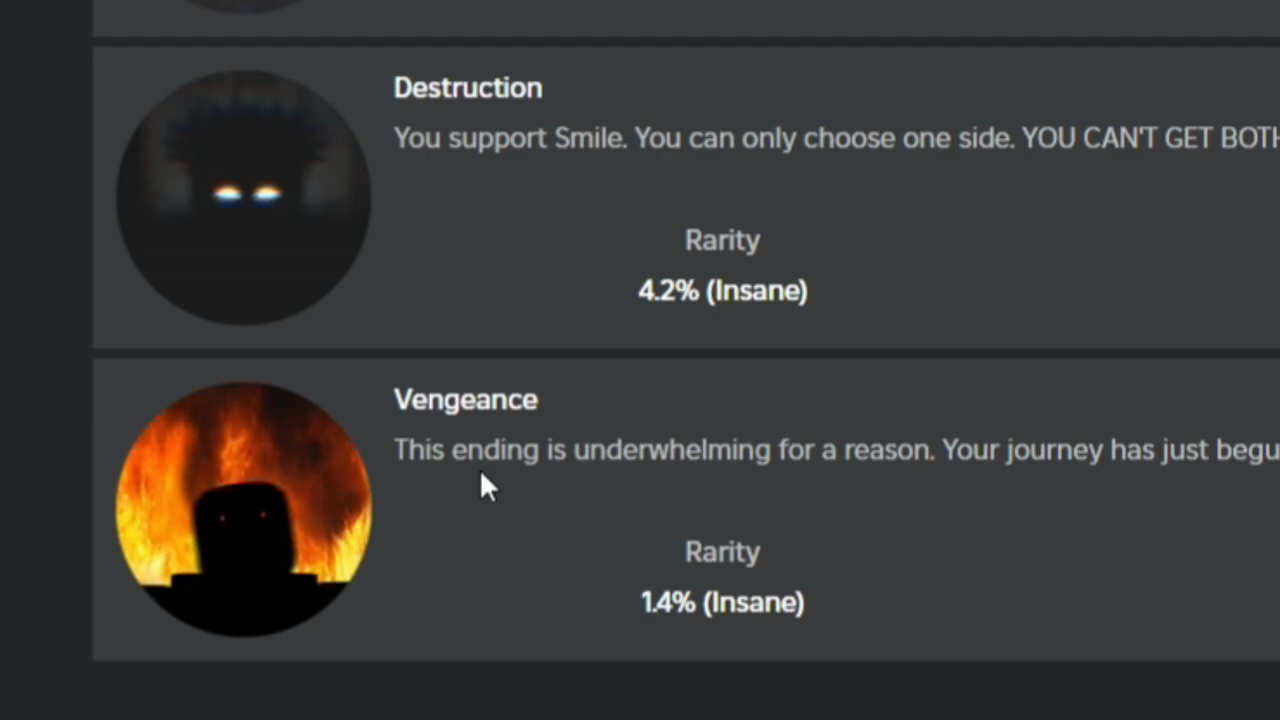 Destruction
You support Smile. You can only choose one side. YOU CAN'T GET BOTH
Rarity
4.2% (Insane)
Vengeance
This ending is underwhelming for a reason. Your journey has just begu
Rarity
1.4% (Insane)